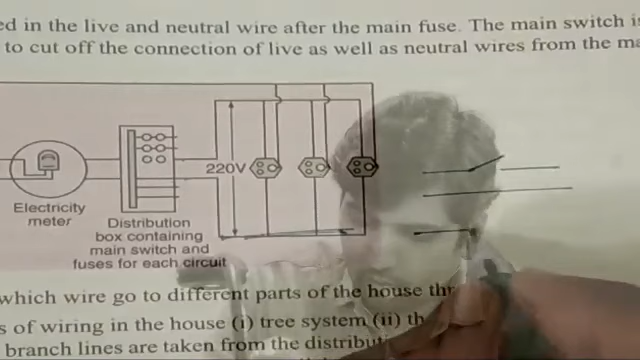 ed in the live and neutral wire after the main fuse. The main switch is
to cut off the connection of live as well as neutral wires from the ma
220V
Electricity
meter
Distribution
box containing
main switch and
fuses for each circuit
which wire go to different parts of the house thr
s of wiring in the house (i) tree system (ii) th
branch lines are taken from the distribut